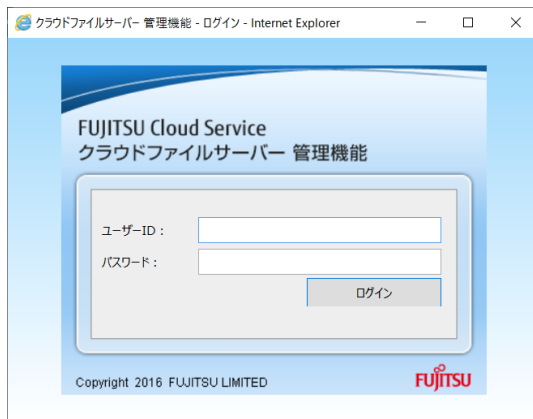 クラウドファイルサーバー 管理機能 - ログイン - Internet Explorer
FUJITSU Cloud Service
クラウドファイルサーバー 管理機能
ユーザーID：
パスワード：
ログイン
Copyright 2016 FUJITSU LIMITED
FUJITSU